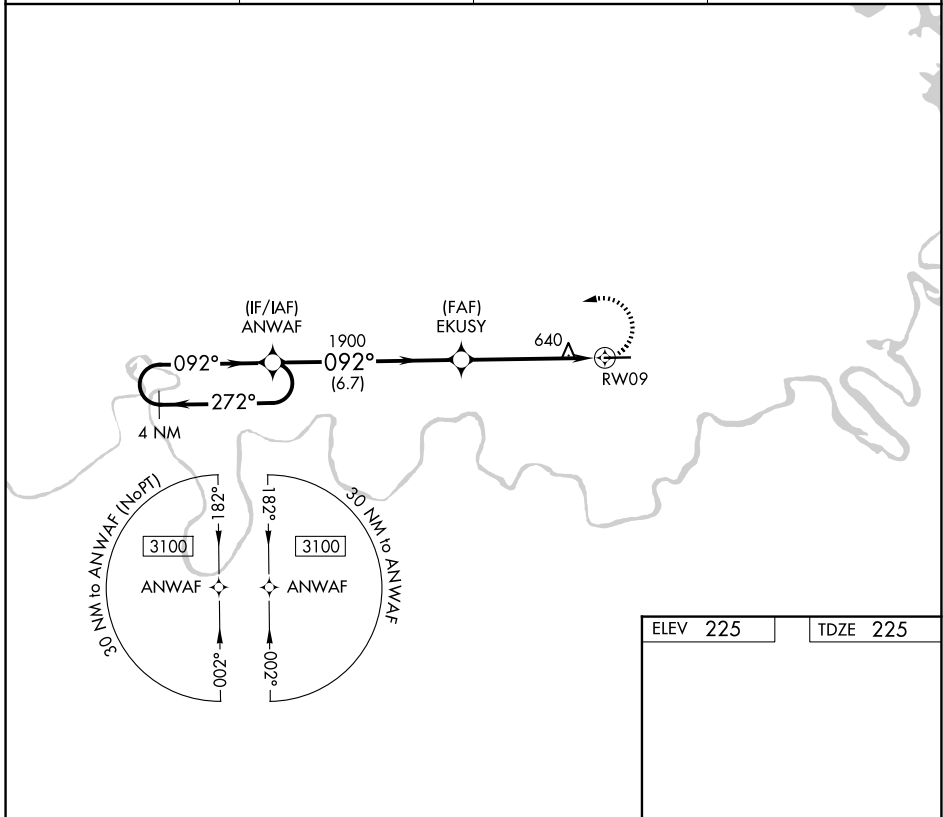 (IF/IAF)
ANWAF
(FAF)
EKUSY
1900
092°
092°
(6.7)
640
RW09
272°
4 NM
30 NM to ANWAF (NoPT)
182°
3100
ANWAF
002°
182°
30 NM to ANWAF
3100
ANWAF
002°
ELEV 225
TDZE 225